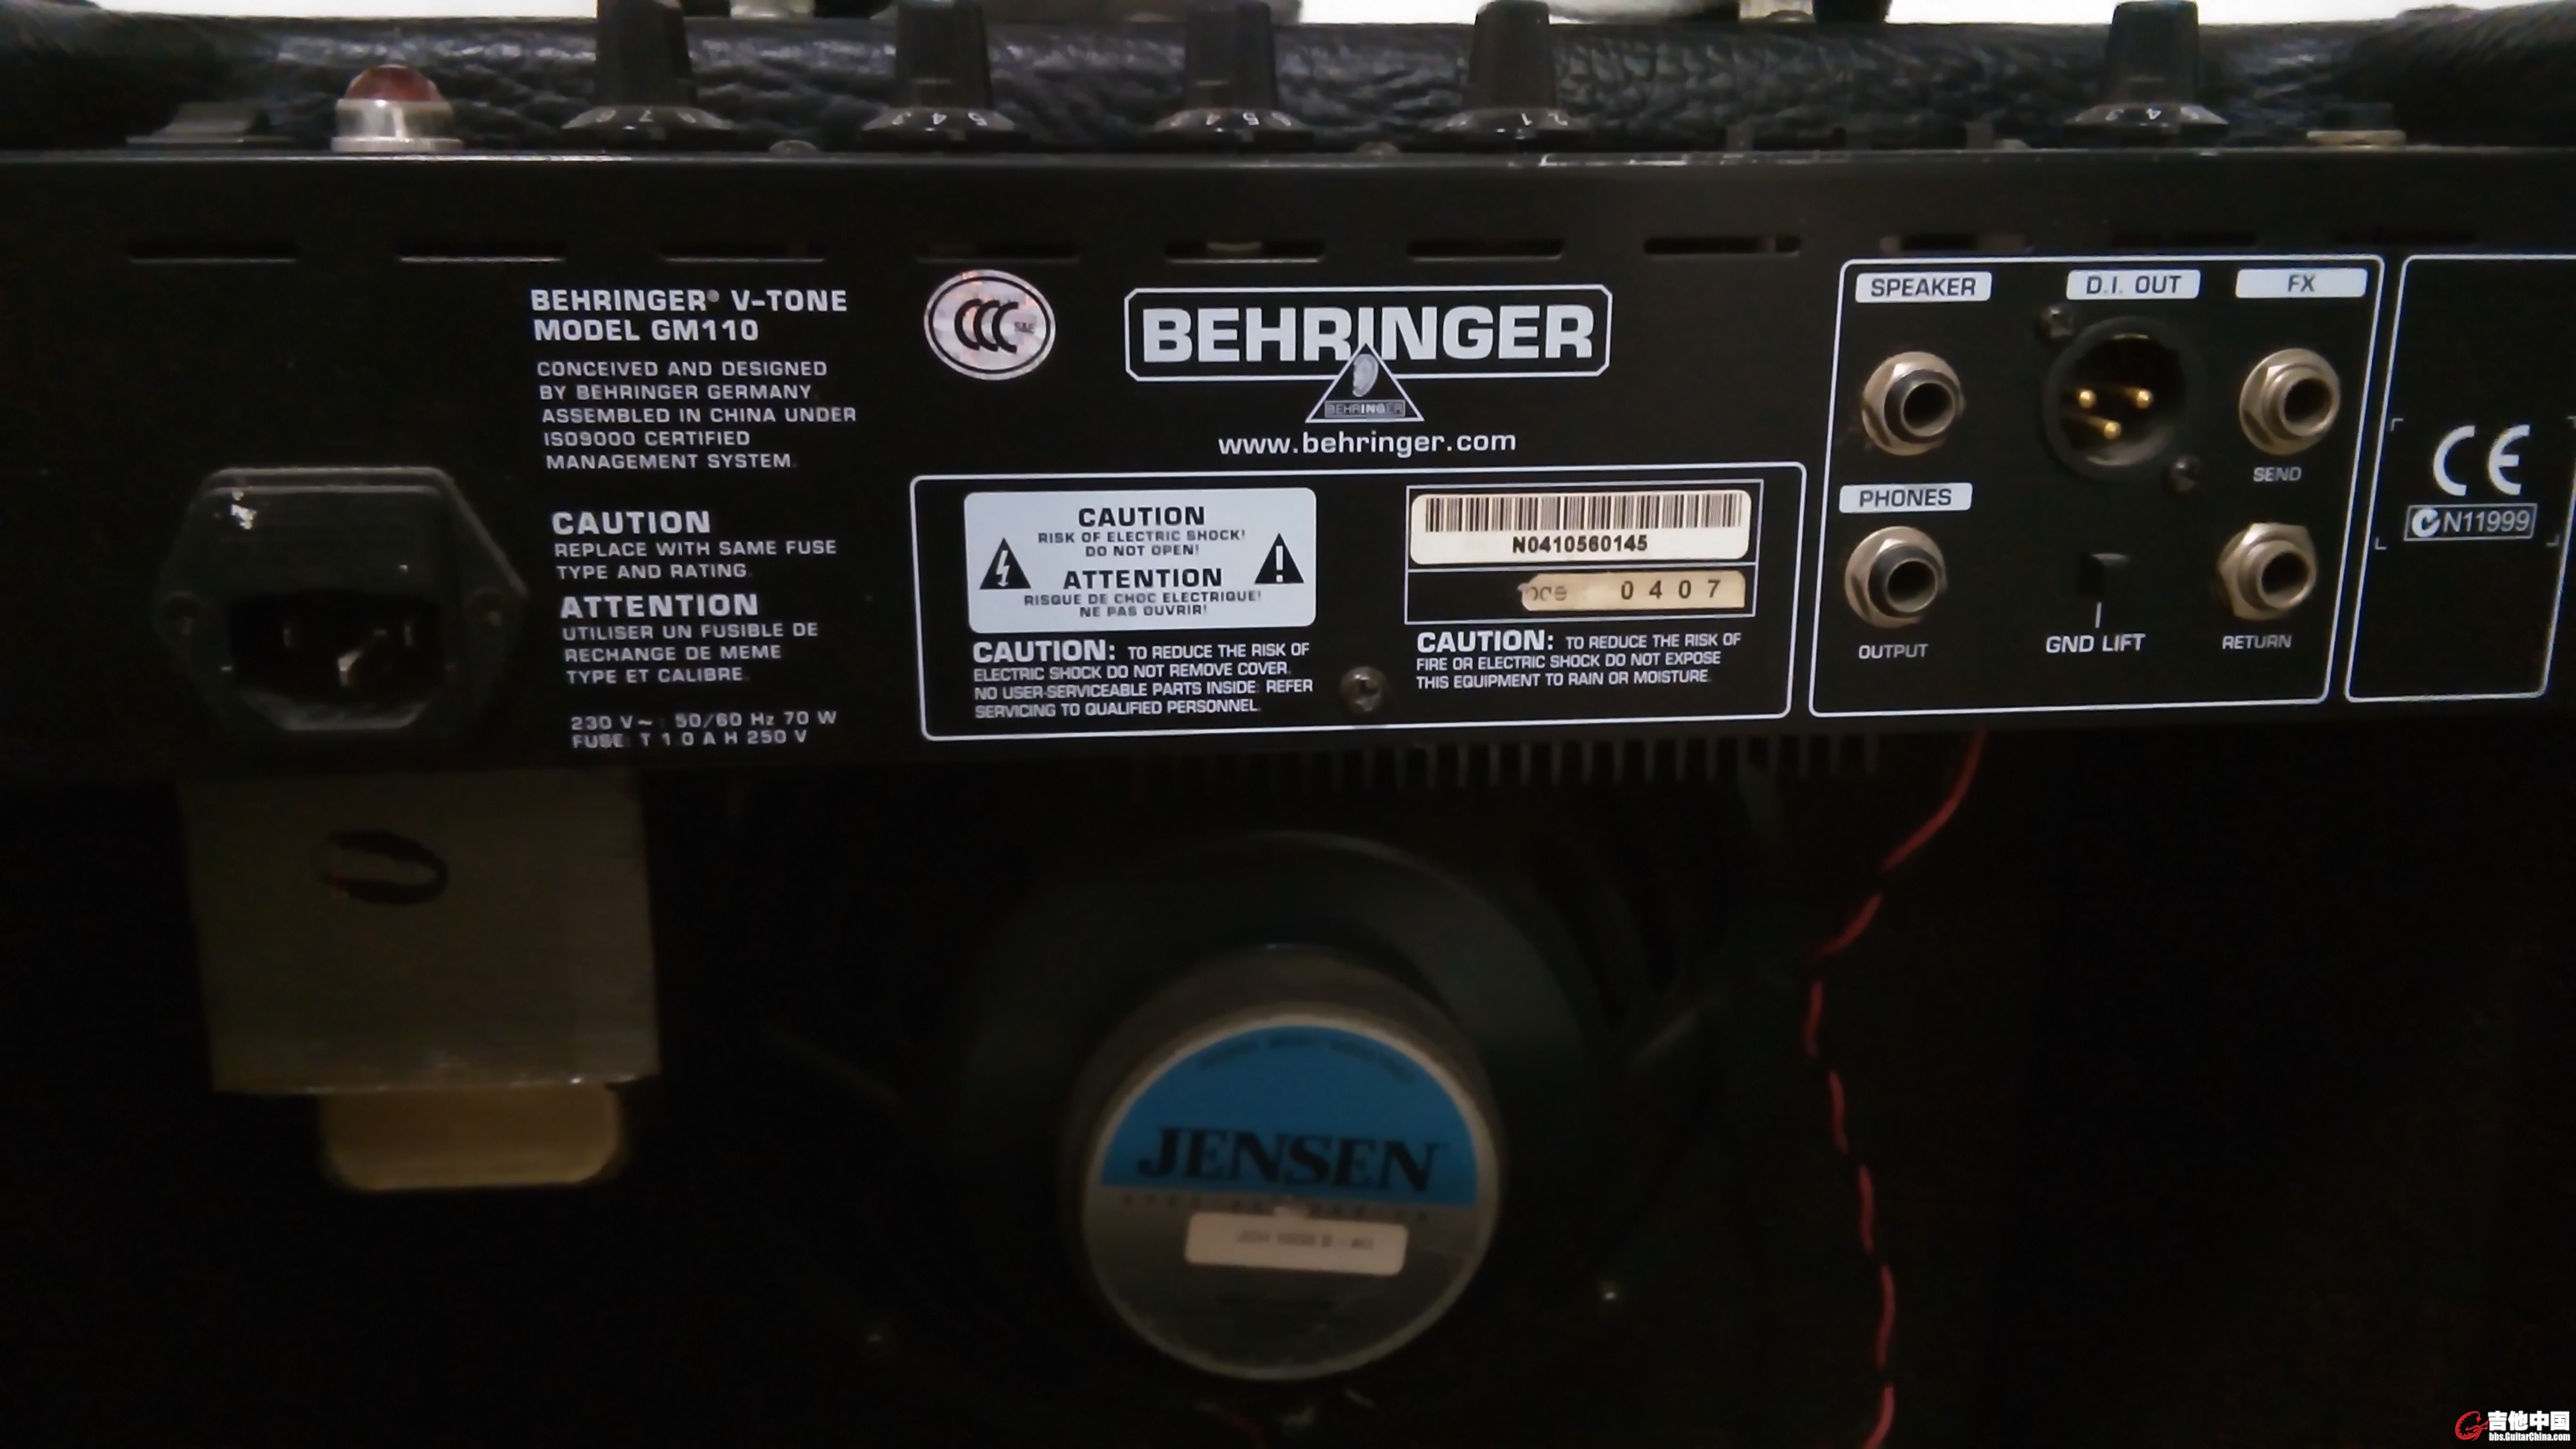 BEHRINGER® V-TONE
MODEL GM110
CONCEIVED AND DESIGNED
BY BEHRINGER GERMANY.
ASSEMBLED IN CHINA UNDER
ISO9000 CERTIFIED
MANAGEMENT SYSTEM.
CAUTION
REPLACE WITH SAME FUSE
TYPE AND RATING.
ATTENTION
UTILISER UN FUSIBLE DE
RECHANGE DE MEME
TYPE ET CALIBRE.
230 V~ 50/60 Hz 70 W
FUSE: T 1.0 A H 250 V
CCC S&E
BEHRINGER
BEHRINGER
www.behringer.com
CAUTION
RISK OF ELECTRIC SHOCK!
DO NOT OPEN!
ATTENTION
RISQUE DE CHOC ELECTRIQUE!
NE PAS OUVRIR!
CAUTION: TO REDUCE THE RISK OF
ELECTRIC SHOCK DO NOT REMOVE COVER.
NO USER-SERVICEABLE PARTS INSIDE. REFER
SERVICING TO QUALIFIED PERSONNEL.
N0410560145
0407
CAUTION: TO REDUCE THE RISK OF
FIRE OR ELECTRIC SHOCK DO NOT EXPOSE
THIS EQUIPMENT TO RAIN OR MOISTURE.
SPEAKER
D.I. OUT
FX
SEND
PHONES
OUTPUT
GND LIFT
RETURN
CE
N11999
JENSEN
吉他中国
bbs.GuitarChina.com